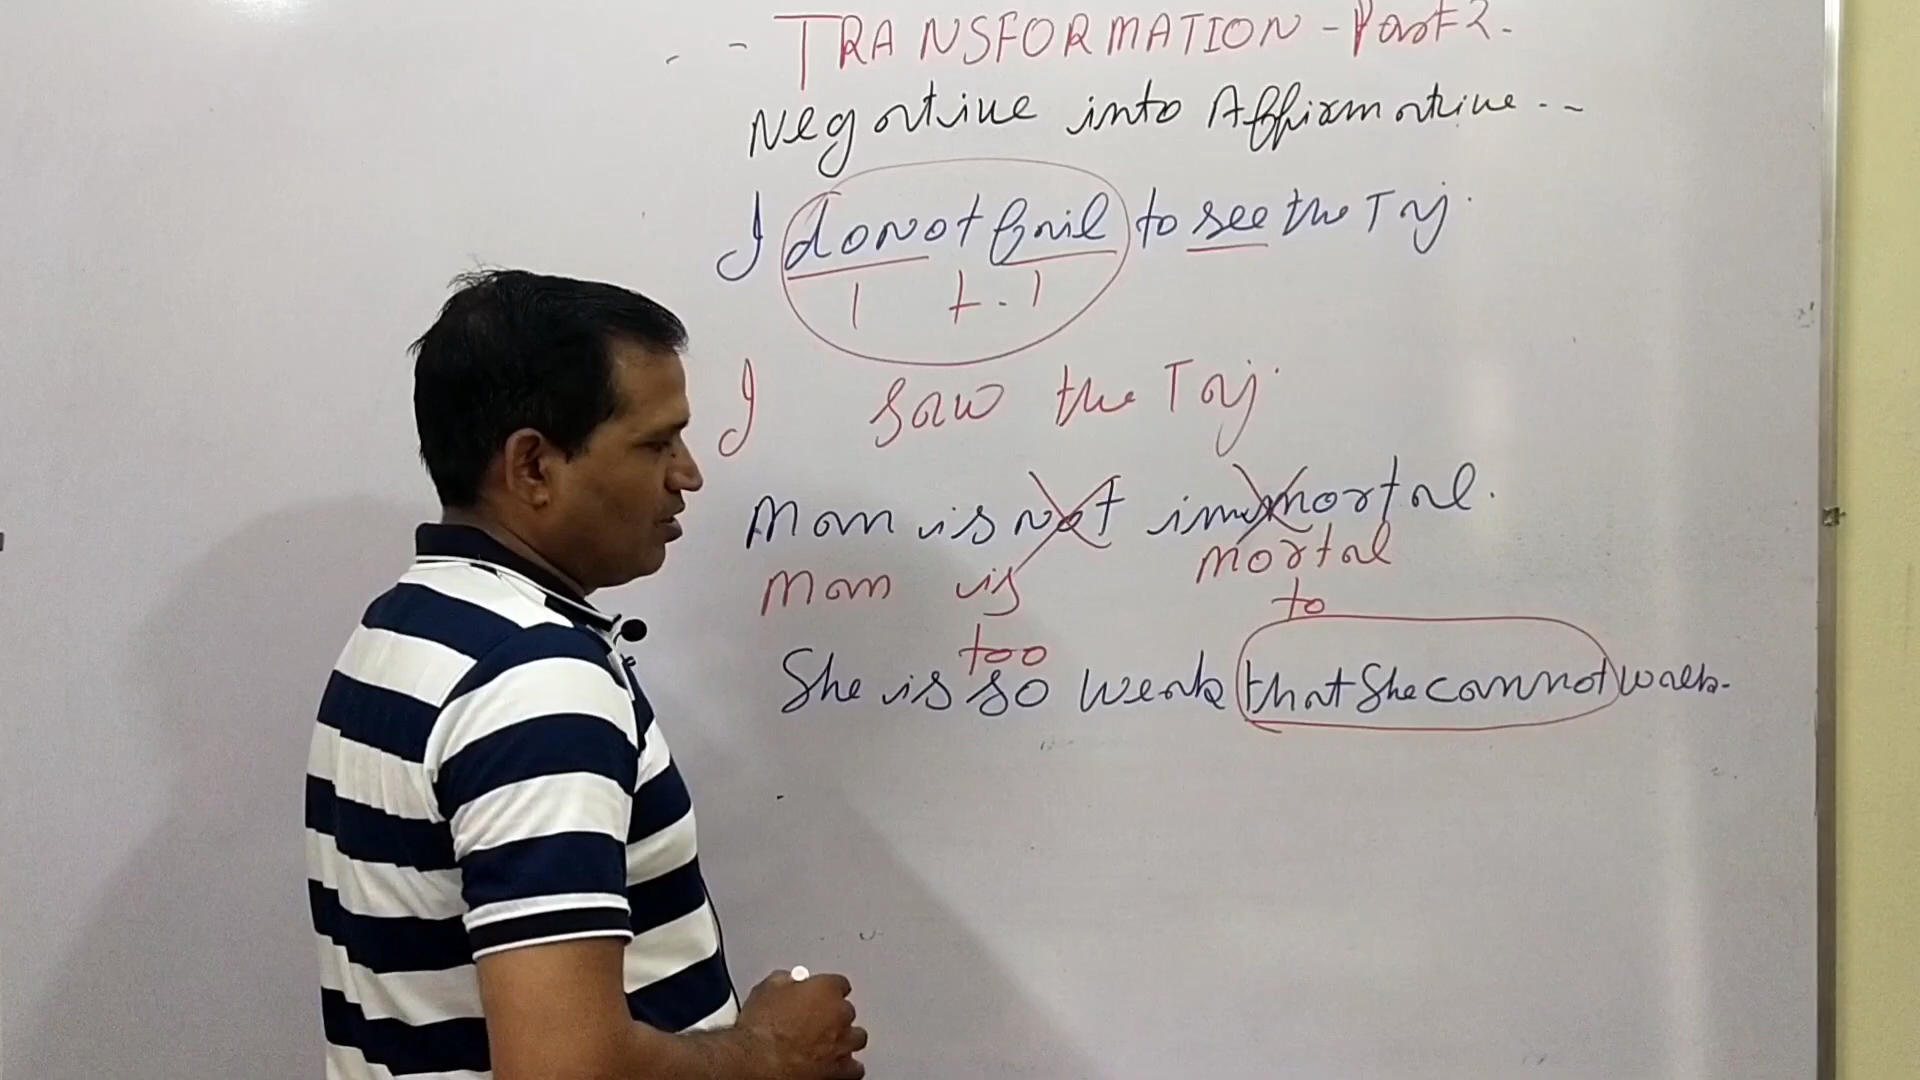 TRANSFORMATION - Part 2.
Negative into Affirmative..
I do not fail to see the Taj.
1 + 1
I saw the Taj.
Man is not immortal.
Man is mortal
too to
She is so weak that she cannot walk.